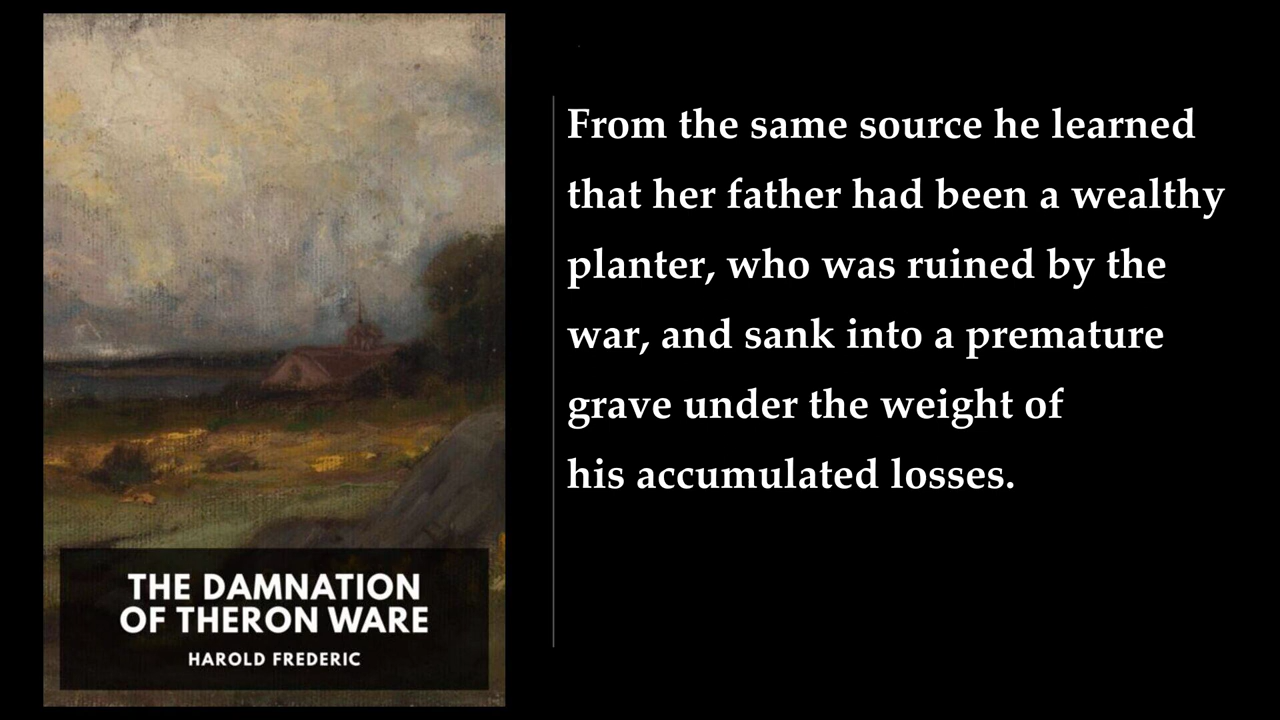 From the same source he learned
that her father had been a wealthy
planter, who was ruined by the
war, and sank into a premature
grave under the weight of
his accumulated losses.
THE DAMNATION
OF THERON WARE
HAROLD FREDERIC